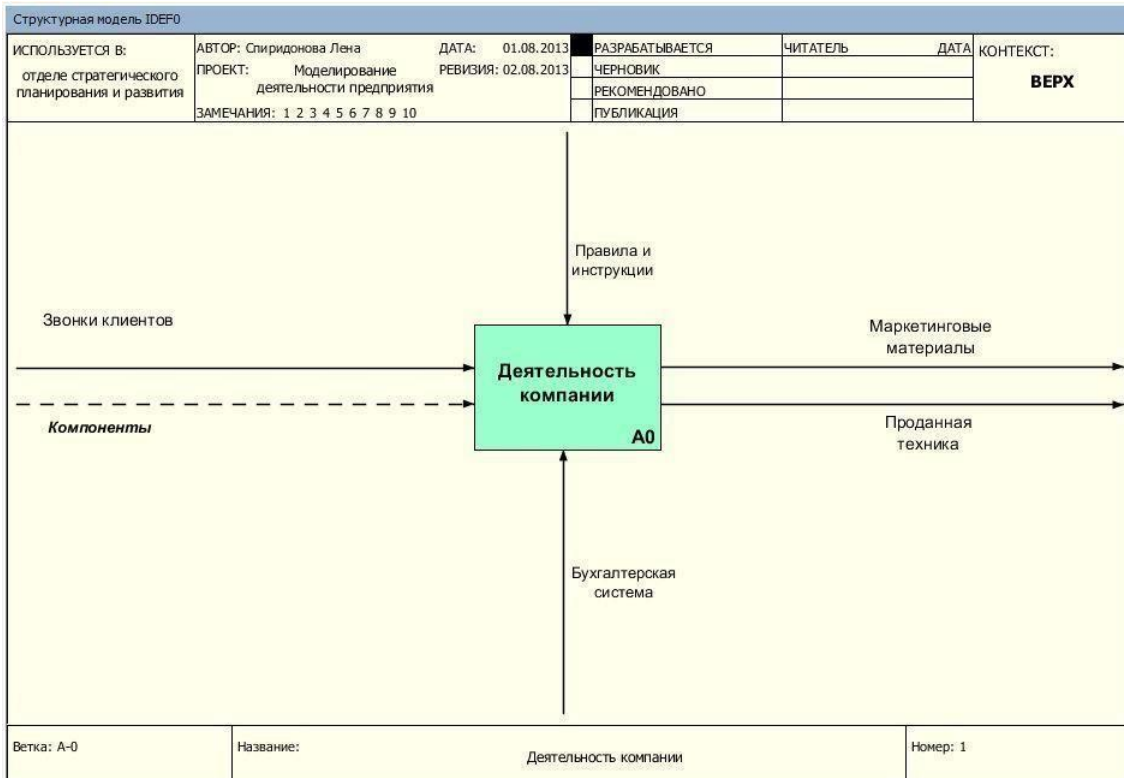 Структурная модель IDEF0
ИСПОЛЬЗУЕТСЯ В:
отделе стратегического
планирования и развития
АВТОР: Спиридонова Лена
ДАТА: 01.08.2013
ПРОЕКТ: Моделирование
деятельности предприятия
РЕВИЗИЯ: 02.08.2013
ЗАМЕЧАНИЯ: 1 2 3 4 5 6 7 8 9 10
РАЗРАБАТЫВАЕТСЯ
ЧЕРНОВИК
РЕКОМЕНДОВАНО
ПУБЛИКАЦИЯ
ЧИТАТЕЛЬ ДАТА
КОНТЕКСТ:
ВЕРХ
Правила и
инструкции
Звонки клиентов
Компоненты
Деятельность
компании
A0
Маркетинговые
материалы
Проданная
техника
Бухгалтерская
система
Ветка: A-0
Название:
Деятельность компании
Номер: 1